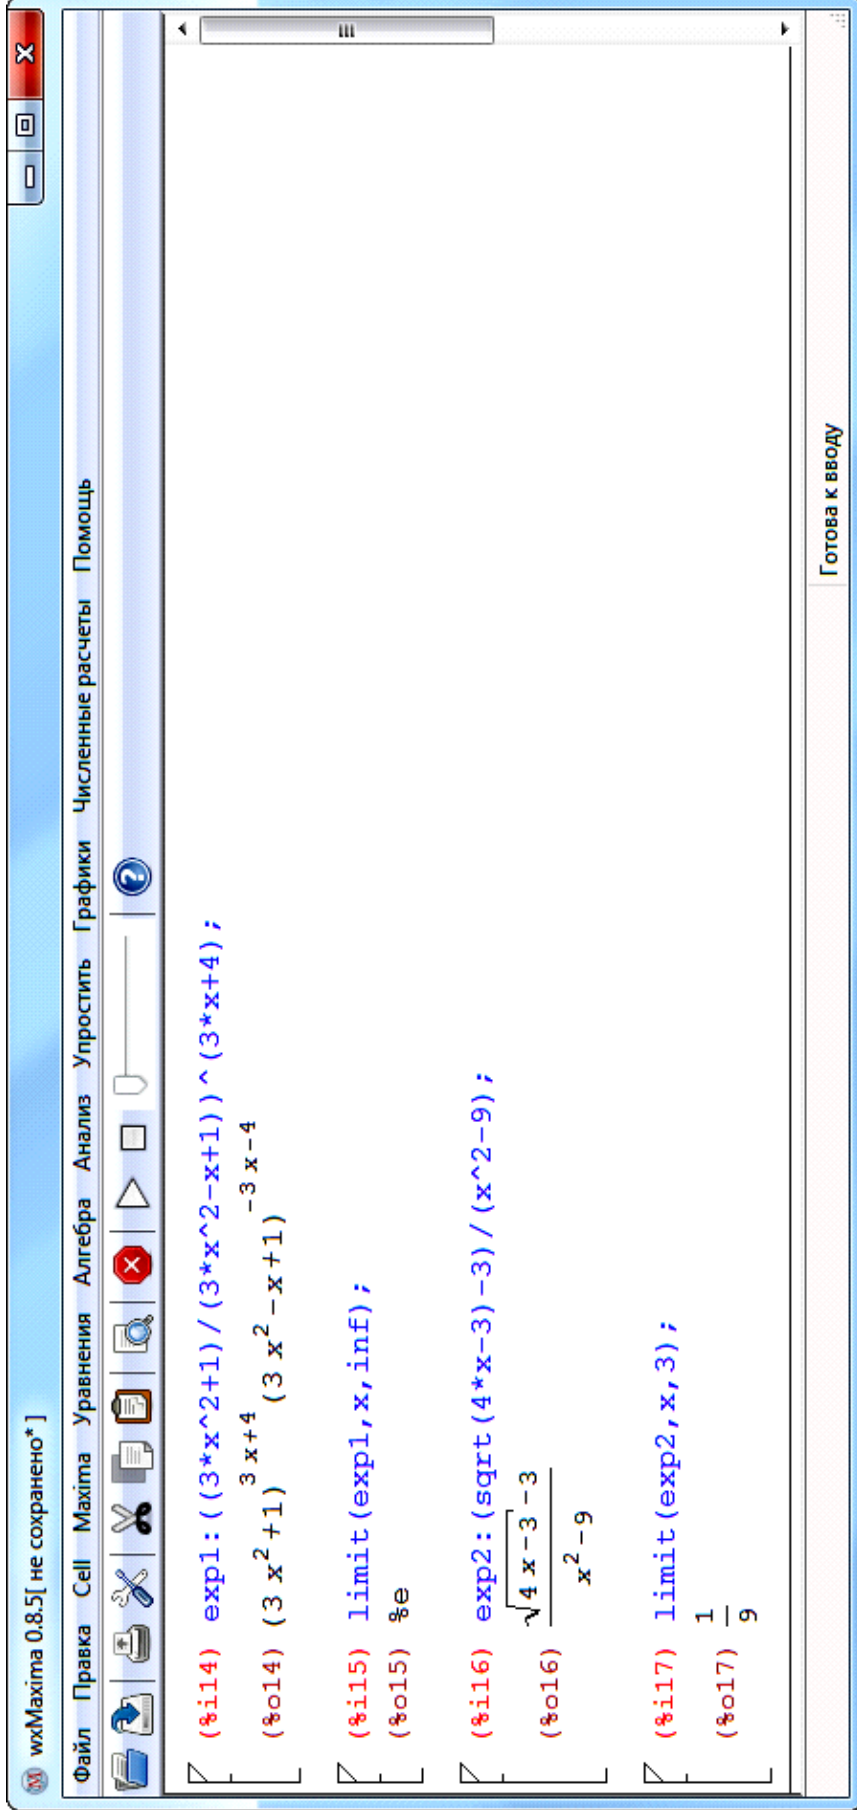 wxMaxima 0.8.5[ не сохранено* ]
Файл Правка Cell Maxima Уравнения Алгебра Анализ Упростить Графики Численные расчеты Помощь
(%i14) exp1:((3*x^2+1)/(3*x^2-x+1))^(3*x+4);
(%o14) (3 x^2+1)^(3 x+4) (3 x^2-x+1)^(-3 x-4)
(%i15) limit(exp1,x,inf);
(%o15) %e
(%i16) exp2:(sqrt(4*x-3)-3)/(x^2-9);
√4 x-3-3
(%o16)
x^2-9
(%i17) limit(exp2,x,3);
1
(%o17)
9
Готова к вводу